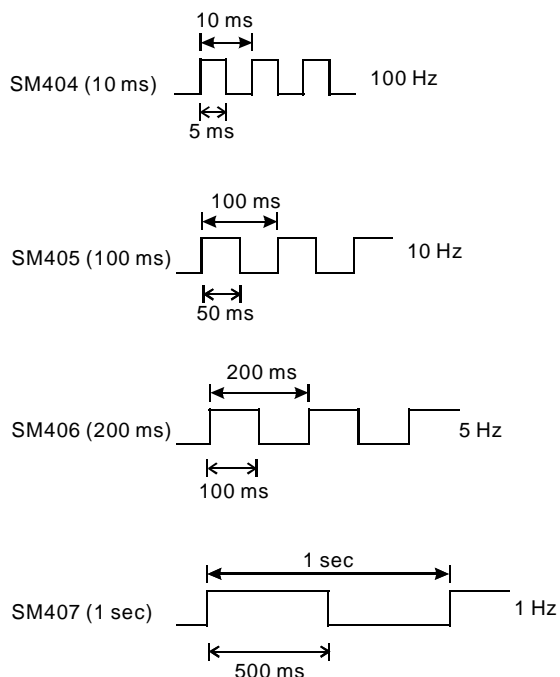 10 ms
SM404 (10 ms)
100 Hz
5 ms
100 ms
SM405 (100 ms)
10 Hz
50 ms
200 ms
SM406 (200 ms)
5 Hz
100 ms
1 sec
SM407 (1 sec)
1 Hz
500 ms